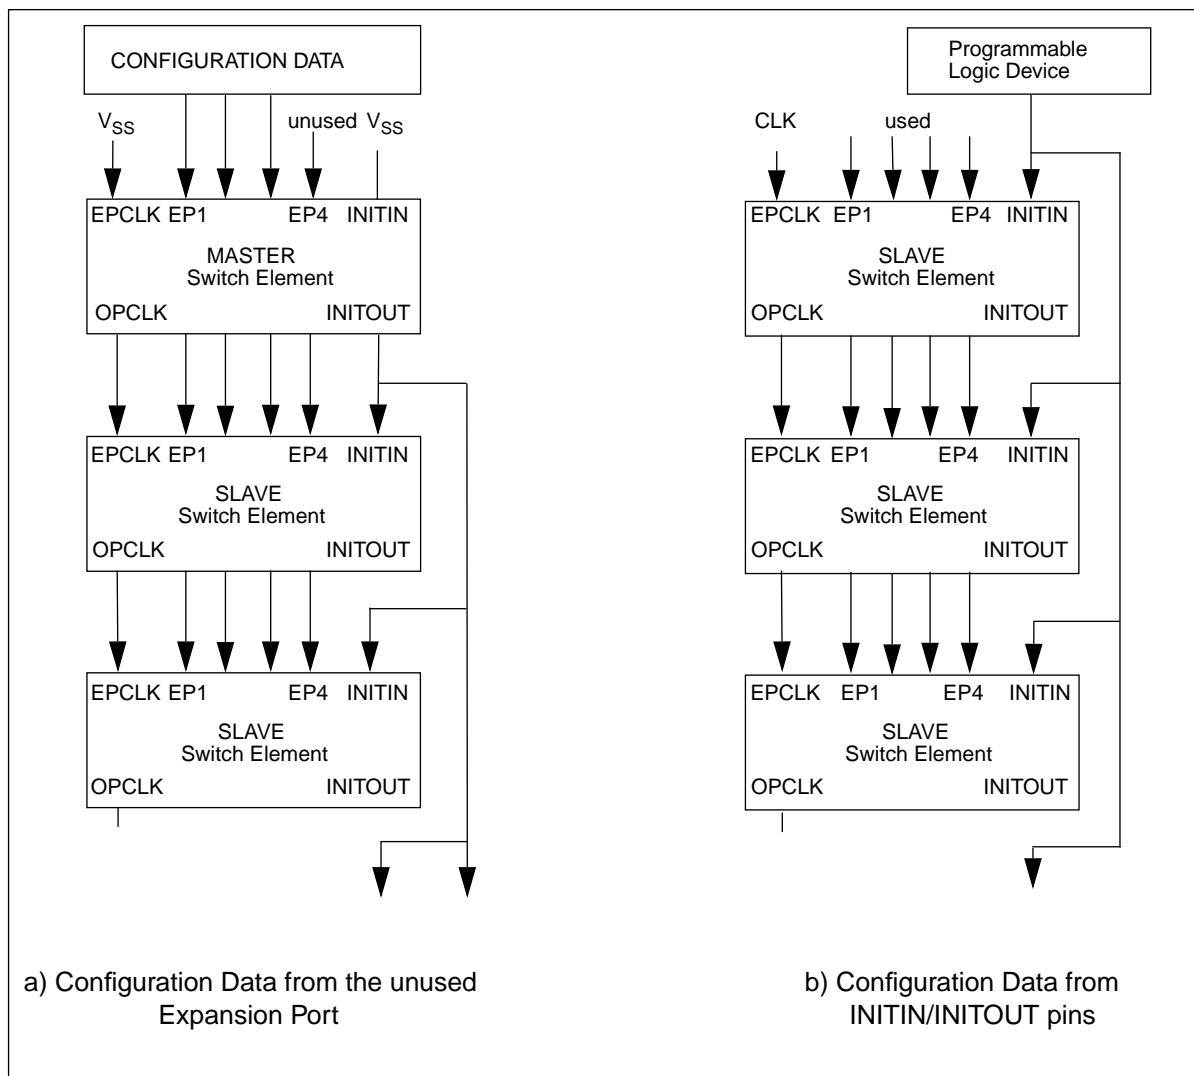 CONFIGURATION DATA
V_SS unused V_SS
EPCLK EP1 EP4 INITIN
MASTER
Switch Element
OPCLK INITOUT
EPCLK EP1 EP4 INITIN
SLAVE
Switch Element
OPCLK INITOUT
EPCLK EP1 EP4 INITIN
SLAVE
Switch Element
OPCLK INITOUT
a) Configuration Data from the unused
Expansion Port
Programmable
Logic Device
CLK used
EPCLK EP1 EP4 INITIN
SLAVE
Switch Element
OPCLK INITOUT
EPCLK EP1 EP4 INITIN
SLAVE
Switch Element
OPCLK INITOUT
EPCLK EP1 EP4 INITIN
SLAVE
Switch Element
OPCLK INITOUT
b) Configuration Data from
INITIN/INITOUT pins